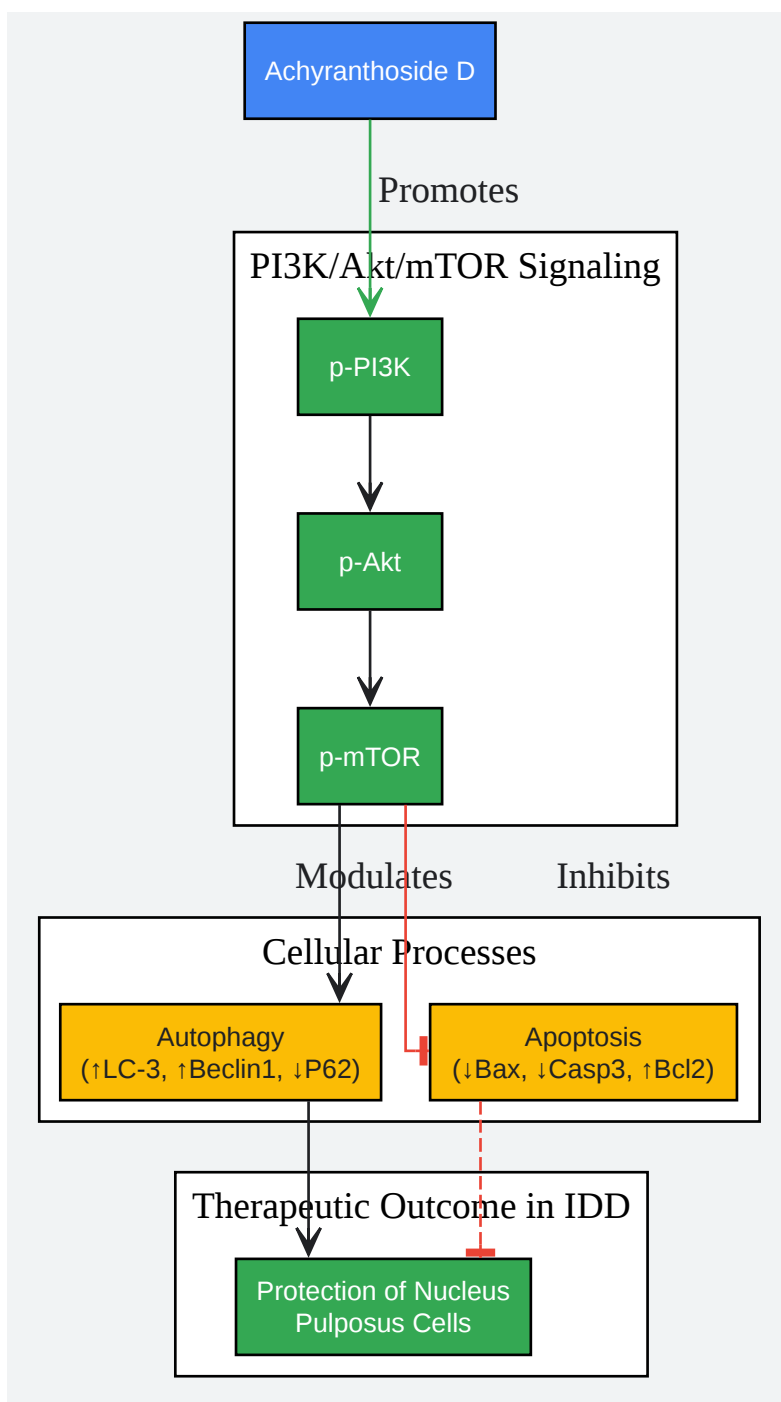 Achyranthoside D
Promotes
PI3K/Akt/mTOR Signaling
p-PI3K
p-Akt
p-mTOR
Modulates
Inhibits
Cellular Processes
Autophagy
(↑LC-3, ↑Beclin1, ↓P62)
Apoptosis
(↓Bax, ↓Casp3, ↑Bcl2)
Therapeutic Outcome in IDD
Protection of Nucleus
Pulposus Cells